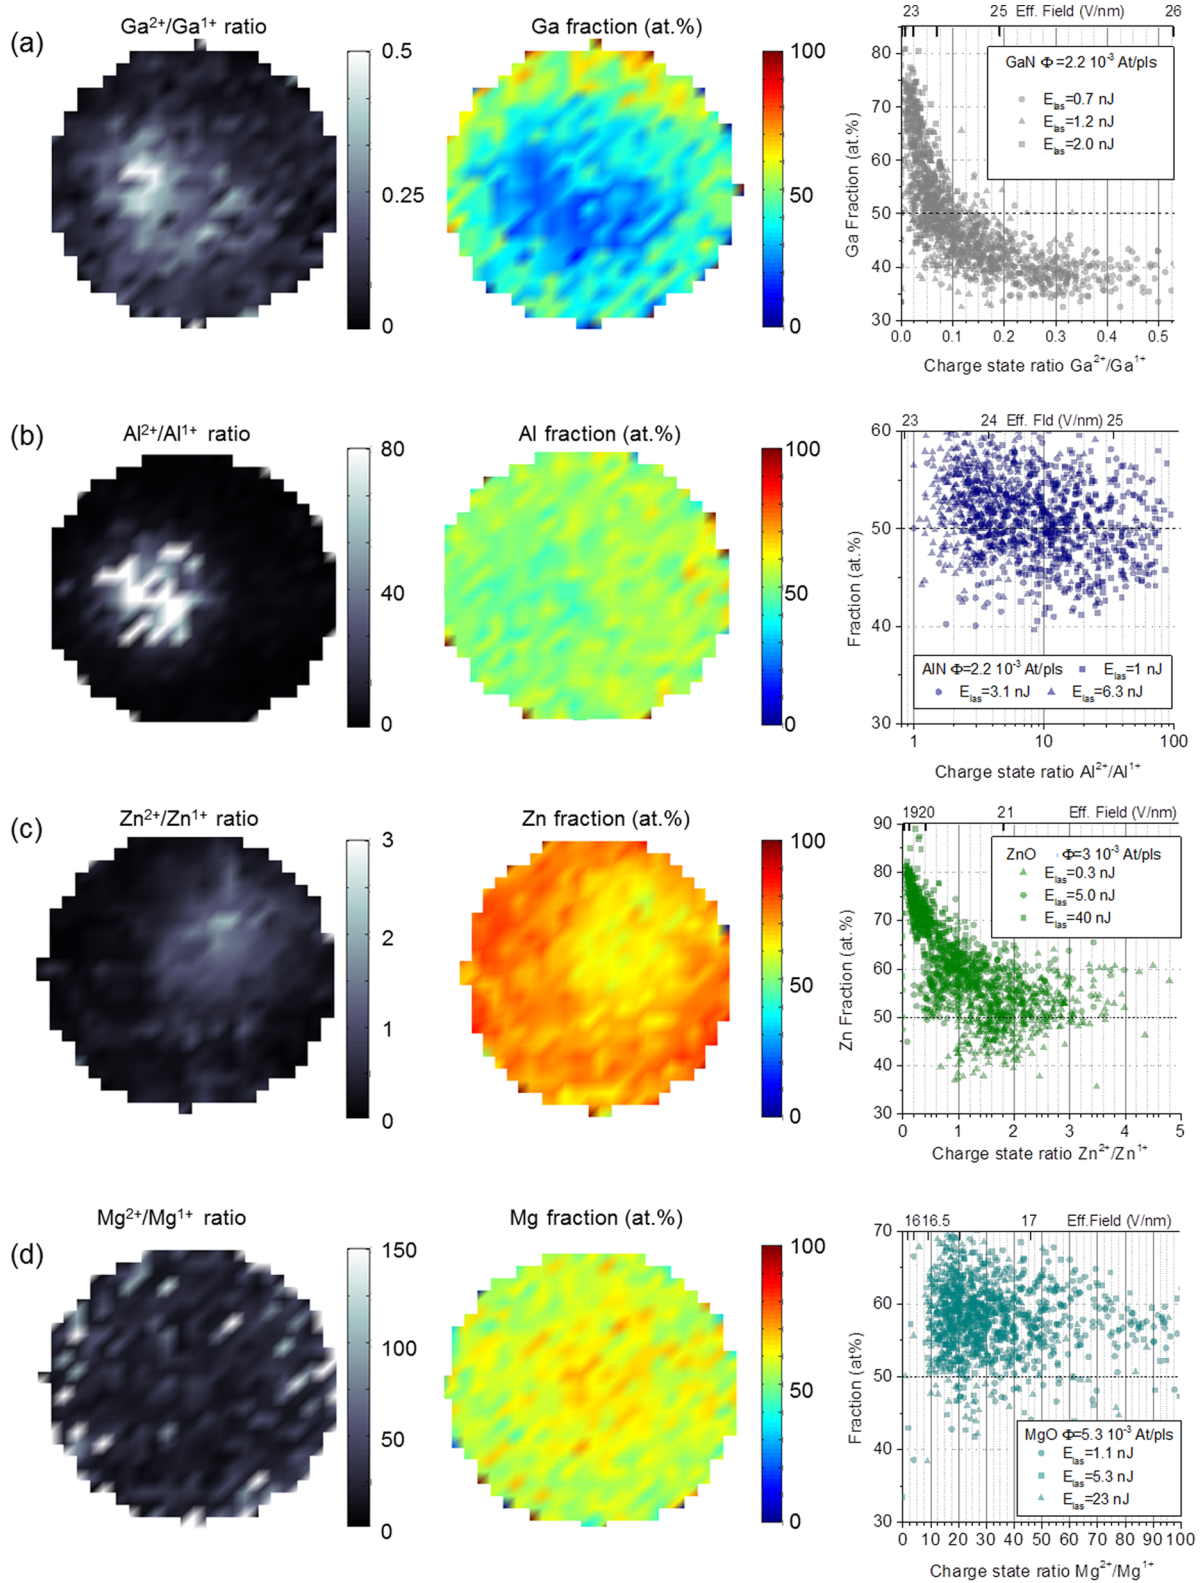 (a)
Ga2+/Ga1+ ratio
0.5
0.25
0
Ga fraction (at.%)
100
50
0
23 25 Eff. Field (V/nm) 26
GaN Φ=2.2 10-3 At/pls
Elas=0.7 nJ
Elas=1.2 nJ
Elas=2.0 nJ
Ga Fraction (at.%)
80
70
60
50
40
30
0.0 0.1 0.2 0.3 0.4 0.5
Charge state ratio Ga2+/Ga1+
(b)
Al2+/Al1+ ratio
80
40
0
Al fraction (at.%)
100
50
0
23 24 Eff. Fld (V/nm) 25
Fraction (at.%)
60
50
40
30
AlN Φ=2.2 10-3 At/pls Elas=1 nJ
Elas=3.1 nJ Elas=6.3 nJ
1 10 100
Charge state ratio Al2+/Al1+
(c)
Zn2+/Zn1+ ratio
3
2
1
0
Zn fraction (at.%)
100
50
0
1920 21 Eff. Field (V/nm)
ZnO Φ=3 10-3 At/pls
Elas=0.3 nJ
Elas=5.0 nJ
Elas=40 nJ
Zn Fraction (at.%)
90
80
70
60
50
40
30
0 1 2 3 4 5
Charge state ratio Zn2+/Zn1+
(d)
Mg2+/Mg1+ ratio
150
100
50
0
Mg fraction (at.%)
100
50
0
16 16.5 17 Eff.Field (V/nm)
Fraction (at%)
70
60
50
40
30
MgO Φ=5.3 10-3 At/pls
Elas=1.1 nJ
Elas=5.3 nJ
Elas=23 nJ
0 10 20 30 40 50 60 70 80 90 100
Charge state ratio Mg2+/Mg1+